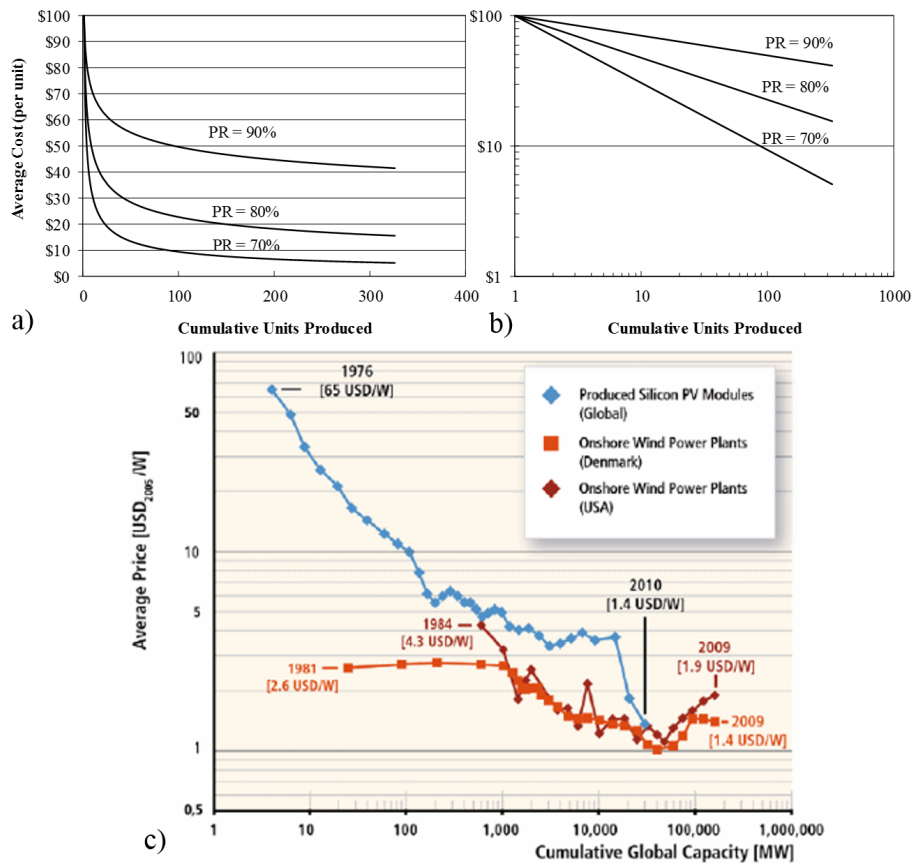 $100
$90
$80
$70
$60
$50
$40
$30
$20
$10
$0
Average Cost (per unit)
PR = 90%
PR = 80%
PR = 70%
0
100
200
300
400
Cumulative Units Produced
a)
$100
$10
$1
PR = 90%
PR = 80%
PR = 70%
1
10
100
1000
Cumulative Units Produced
b)
100
50
10
5
1
0,5
Average Price [USD2005/W]
1976
[65 USD/W]
Produced Silicon PV Modules
(Global)
Onshore Wind Power Plants
(Denmark)
Onshore Wind Power Plants
(USA)
2010
[1.4 USD/W]
1984
[4.3 USD/W]
1981
[2.6 USD/W]
2009
[1.9 USD/W]
2009
[1.4 USD/W]
1
10
100
1,000
10,000
100,000
1,000,000
c)
Cumulative Global Capacity [MW]